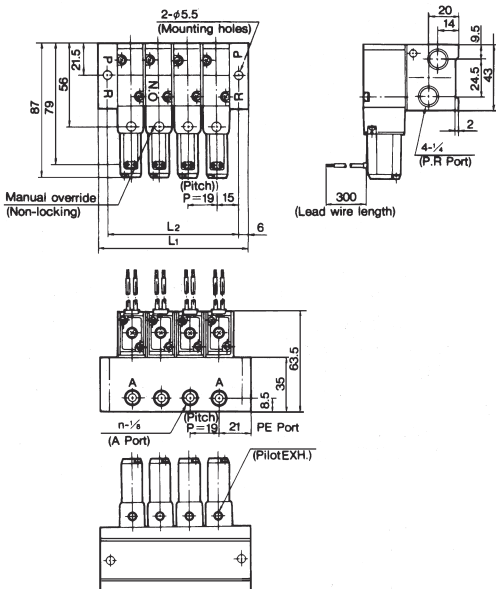 2-φ5.5
(Mounting holes)
21.5
56
79
87
P
R
N.O
P
R
Manual override
(Non-locking)
(Pitch)
P=19
15
L2
6
L1
20
14
9.5
24.5
43
2
4-1/4
(P.R Port)
300
(Lead wire length)
A
A
63.5
35
8.5
n-1/8
(A Port)
(Pitch)
P=19
21
PE Port
(Pilot EXH.)